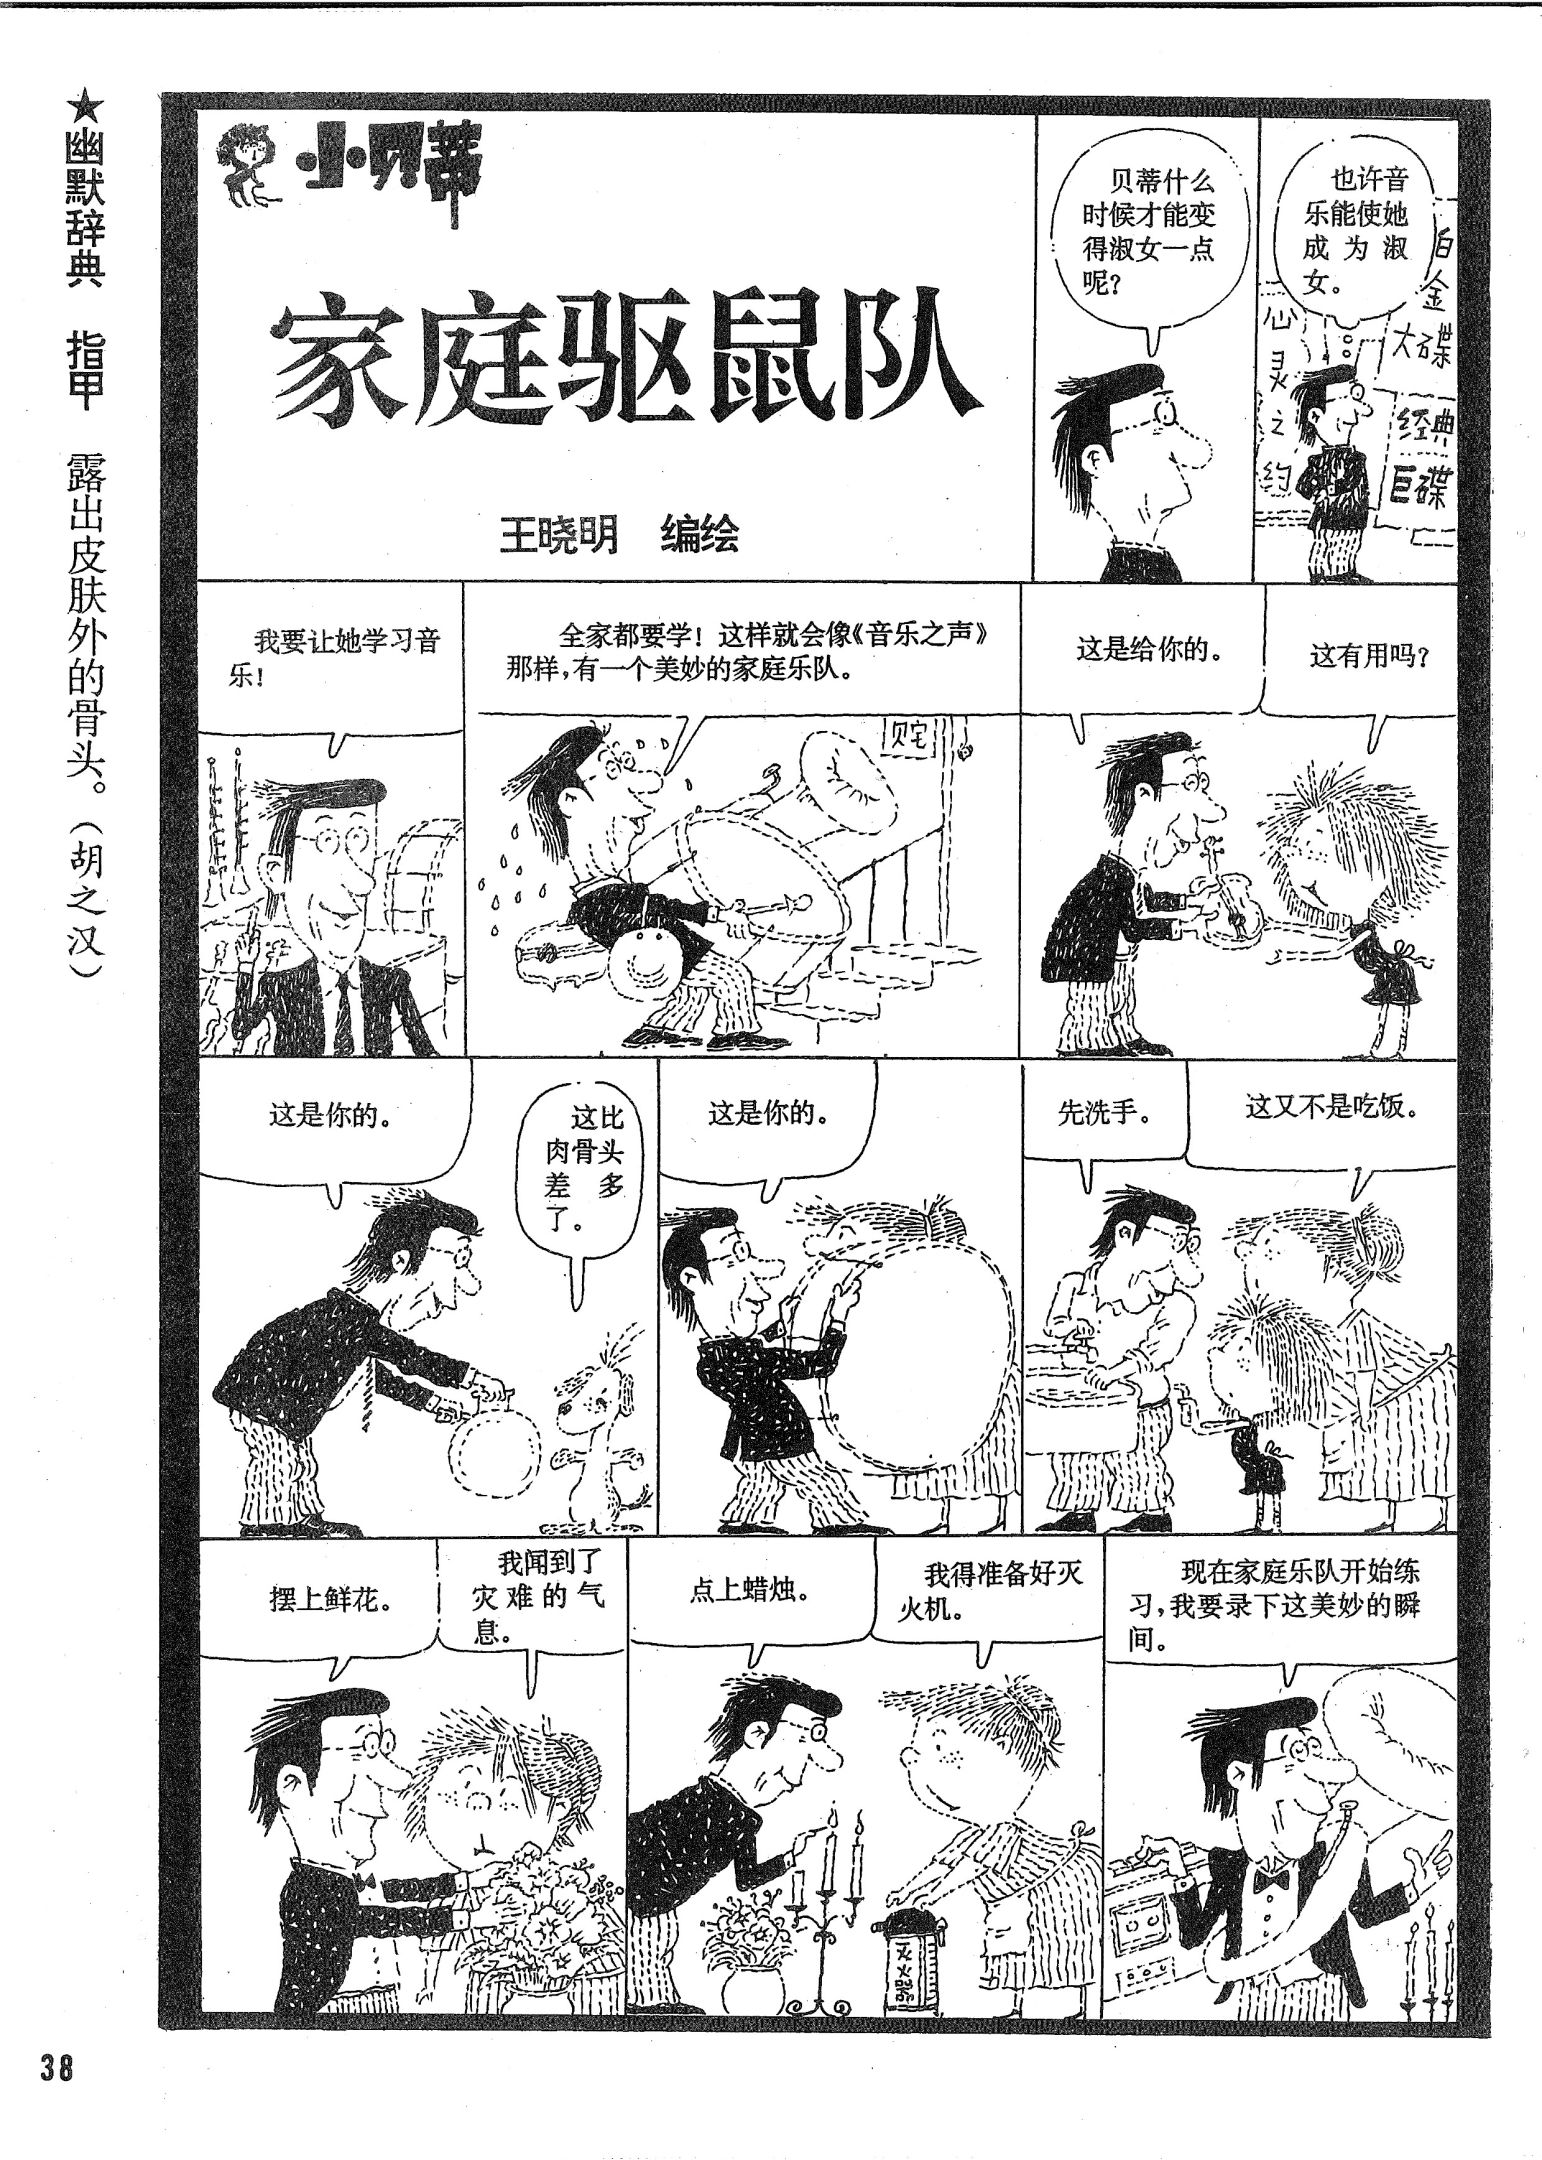 ★幽默辞典 指甲 露出皮肤外的骨头。(胡之汉)
小贝蒂
家庭驱鼠队
王晓明 编绘
贝蒂什么
时候才能变
得淑女一点
呢?
也许音
乐能使她
成为淑
女。
心灵之约
白金
大碟
经典
巨碟
我要让她学习音
乐!
全家都要学!这样就会像《音乐之声》
那样,有一个美妙的家庭乐队。
贝宅
这是给你的。
这有用吗?
这是你的。
这比
肉骨头
差多
了。
这是你的。
先洗手。
这又不是吃饭。
摆上鲜花。
我闻到了
灾难的气
息。
点上蜡烛。
我得准备好灭
火机。
灭火器
现在家庭乐队开始练
习,我要录下这美妙的瞬
间。
38